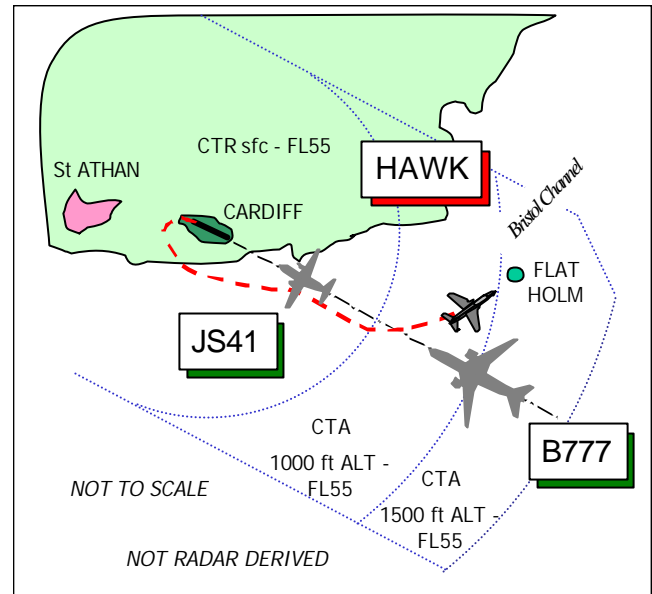 CTR sfc - FL55
HAWK
St ATHAN
CARDIFF
Bristol Channel
FLAT
HOLM
JS41
CTA
1000 ft ALT -
FL55
CTA
1500 ft ALT -
FL55
B777
NOT TO SCALE
NOT RADAR DERIVED